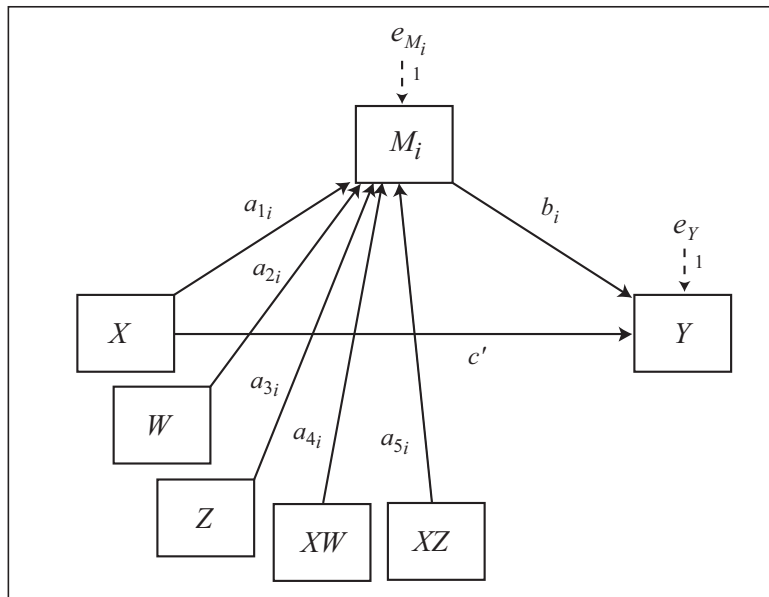 e_{M_i}
1
M_i
a_{1i}
b_i
a_{2i}
e_Y
1
X
Y
c′
a_{3i}
W
a_{4i}
a_{5i}
Z
XW
XZ